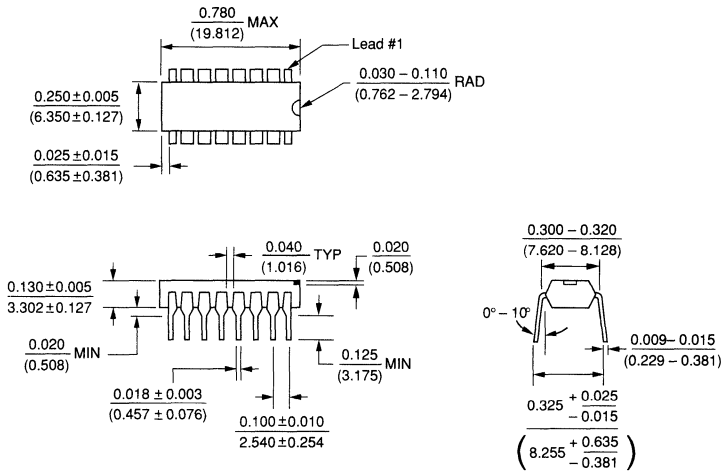 0.780
(19.812)
MAX
Lead #1
0.030 – 0.110
(0.762 – 2.794)
RAD
0.250 ± 0.005
(6.350 ± 0.127)
0.025 ± 0.015
(0.635 ± 0.381)
0.040
(1.016)
TYP
0.020
(0.508)
0.130 ± 0.005
3.302 ± 0.127
0.020
(0.508)
MIN
0.125
(3.175)
MIN
0.018 ± 0.003
(0.457 ± 0.076)
0.100 ± 0.010
2.540 ± 0.254
0.300 – 0.320
(7.620 – 8.128)
0° – 10°
0.009 – 0.015
(0.229 – 0.381)
0.325 + 0.025
– 0.015
(8.255 + 0.635
– 0.381)